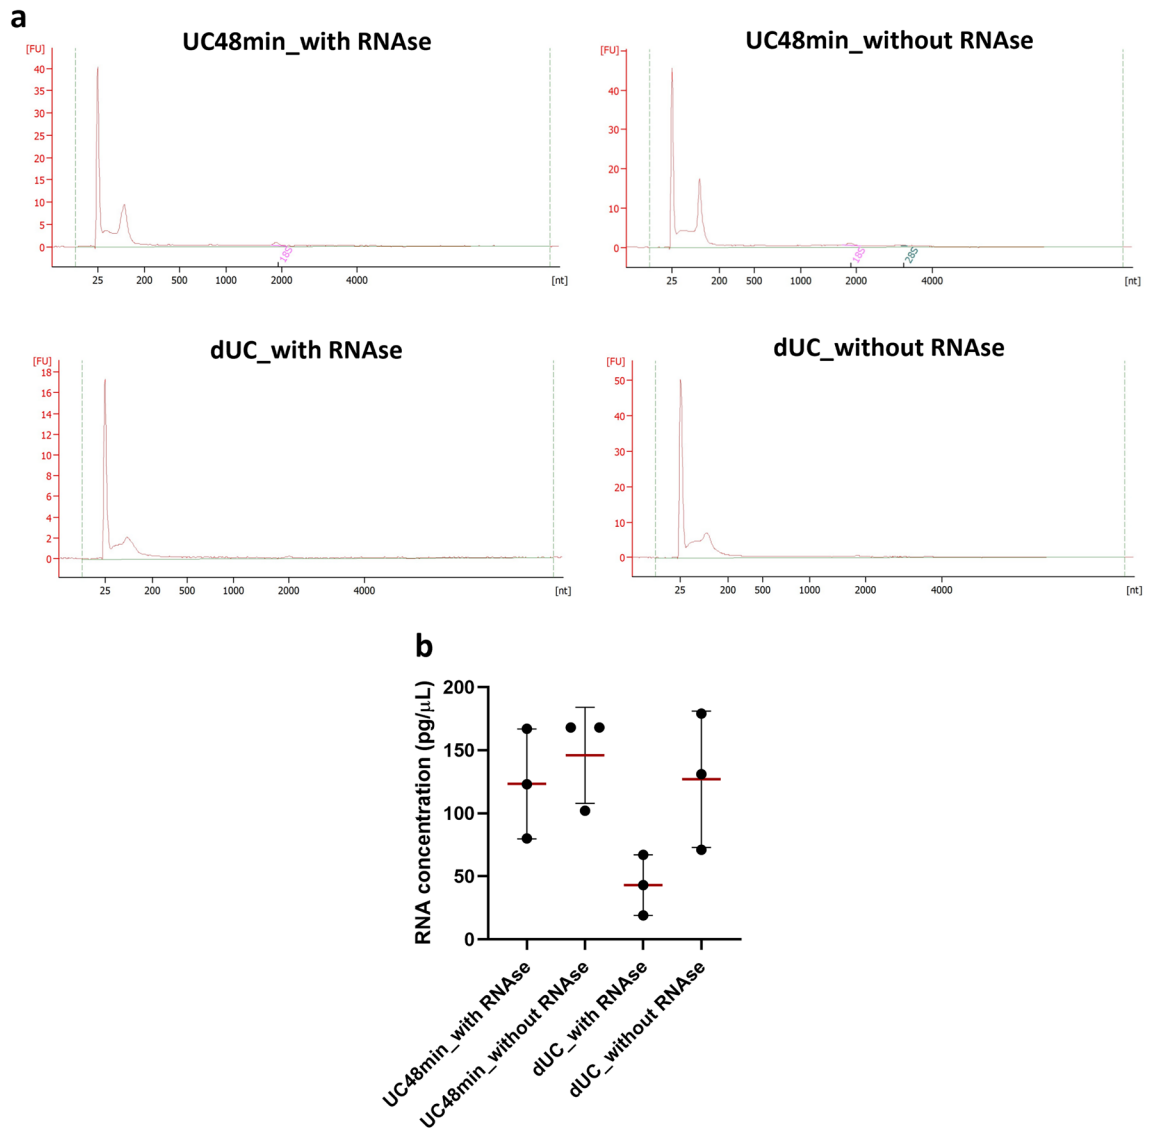 a
UC48min_with RNAse
UC48min_without RNAse
[FU]
40
35
30
25
20
15
10
5
0
18S
25 200 500 1000 2000 4000 [nt]
[FU]
40
30
20
10
0
18S 28S
25 200 500 1000 2000 4000 [nt]
dUC_with RNAse
dUC_without RNAse
[FU]
18
16
14
12
10
8
6
4
2
0
25 200 500 1000 2000 4000 [nt]
[FU]
50
40
30
20
10
0
25 200 500 1000 2000 4000 [nt]
b
RNA concentration (pg/μL)
200
150
100
50
0
UC48min_with RNAse
UC48min_without RNAse
dUC_with RNAse
dUC_without RNAse